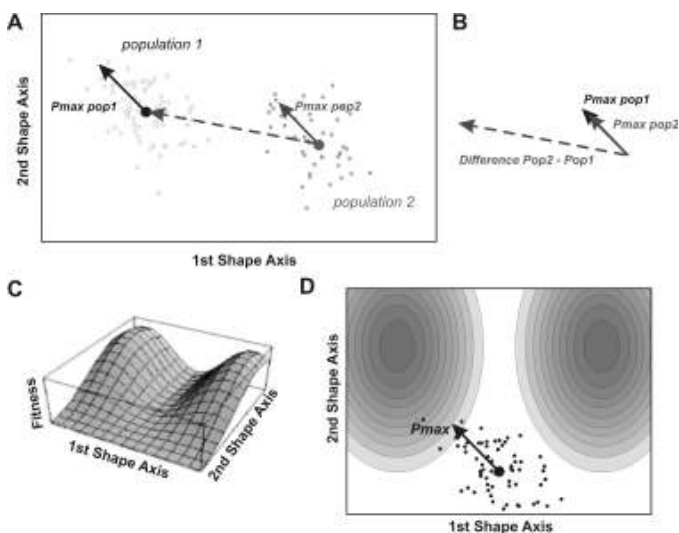 A
population 1
Pmax pop1
Pmax pop2
population 2
2nd Shape Axis
1st Shape Axis
B
Pmax pop1
Pmax pop2
Difference Pop2 - Pop1
C
Fitness
1st Shape Axis
2nd Shape Axis
D
2nd Shape Axis
Pmax
1st Shape Axis